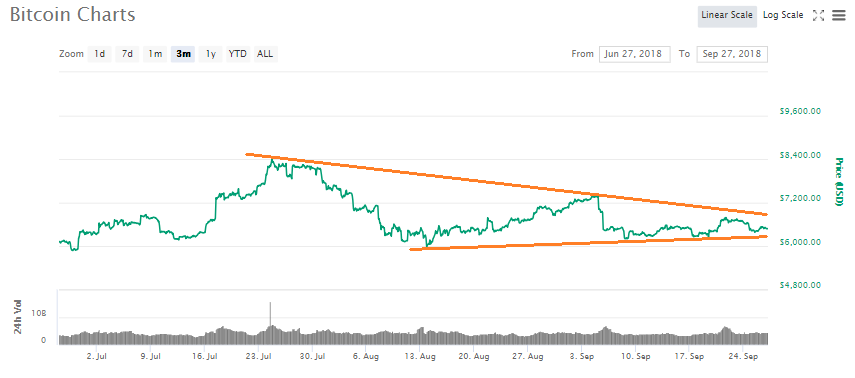 Bitcoin Charts
Linear Scale Log Scale
Zoom 1d 7d 1m 3m 1y YTD ALL
From Jun 27, 2018 To Sep 27, 2018
$9,600.00
$8,400.00
$7,200.00
$6,000.00
$4,800.00
Price (USD)
24h Vol
10B
0
2. Jul 9. Jul 16. Jul 23. Jul 30. Jul 6. Aug 13. Aug 20. Aug 27. Aug 3. Sep 10. Sep 17. Sep 24. Sep